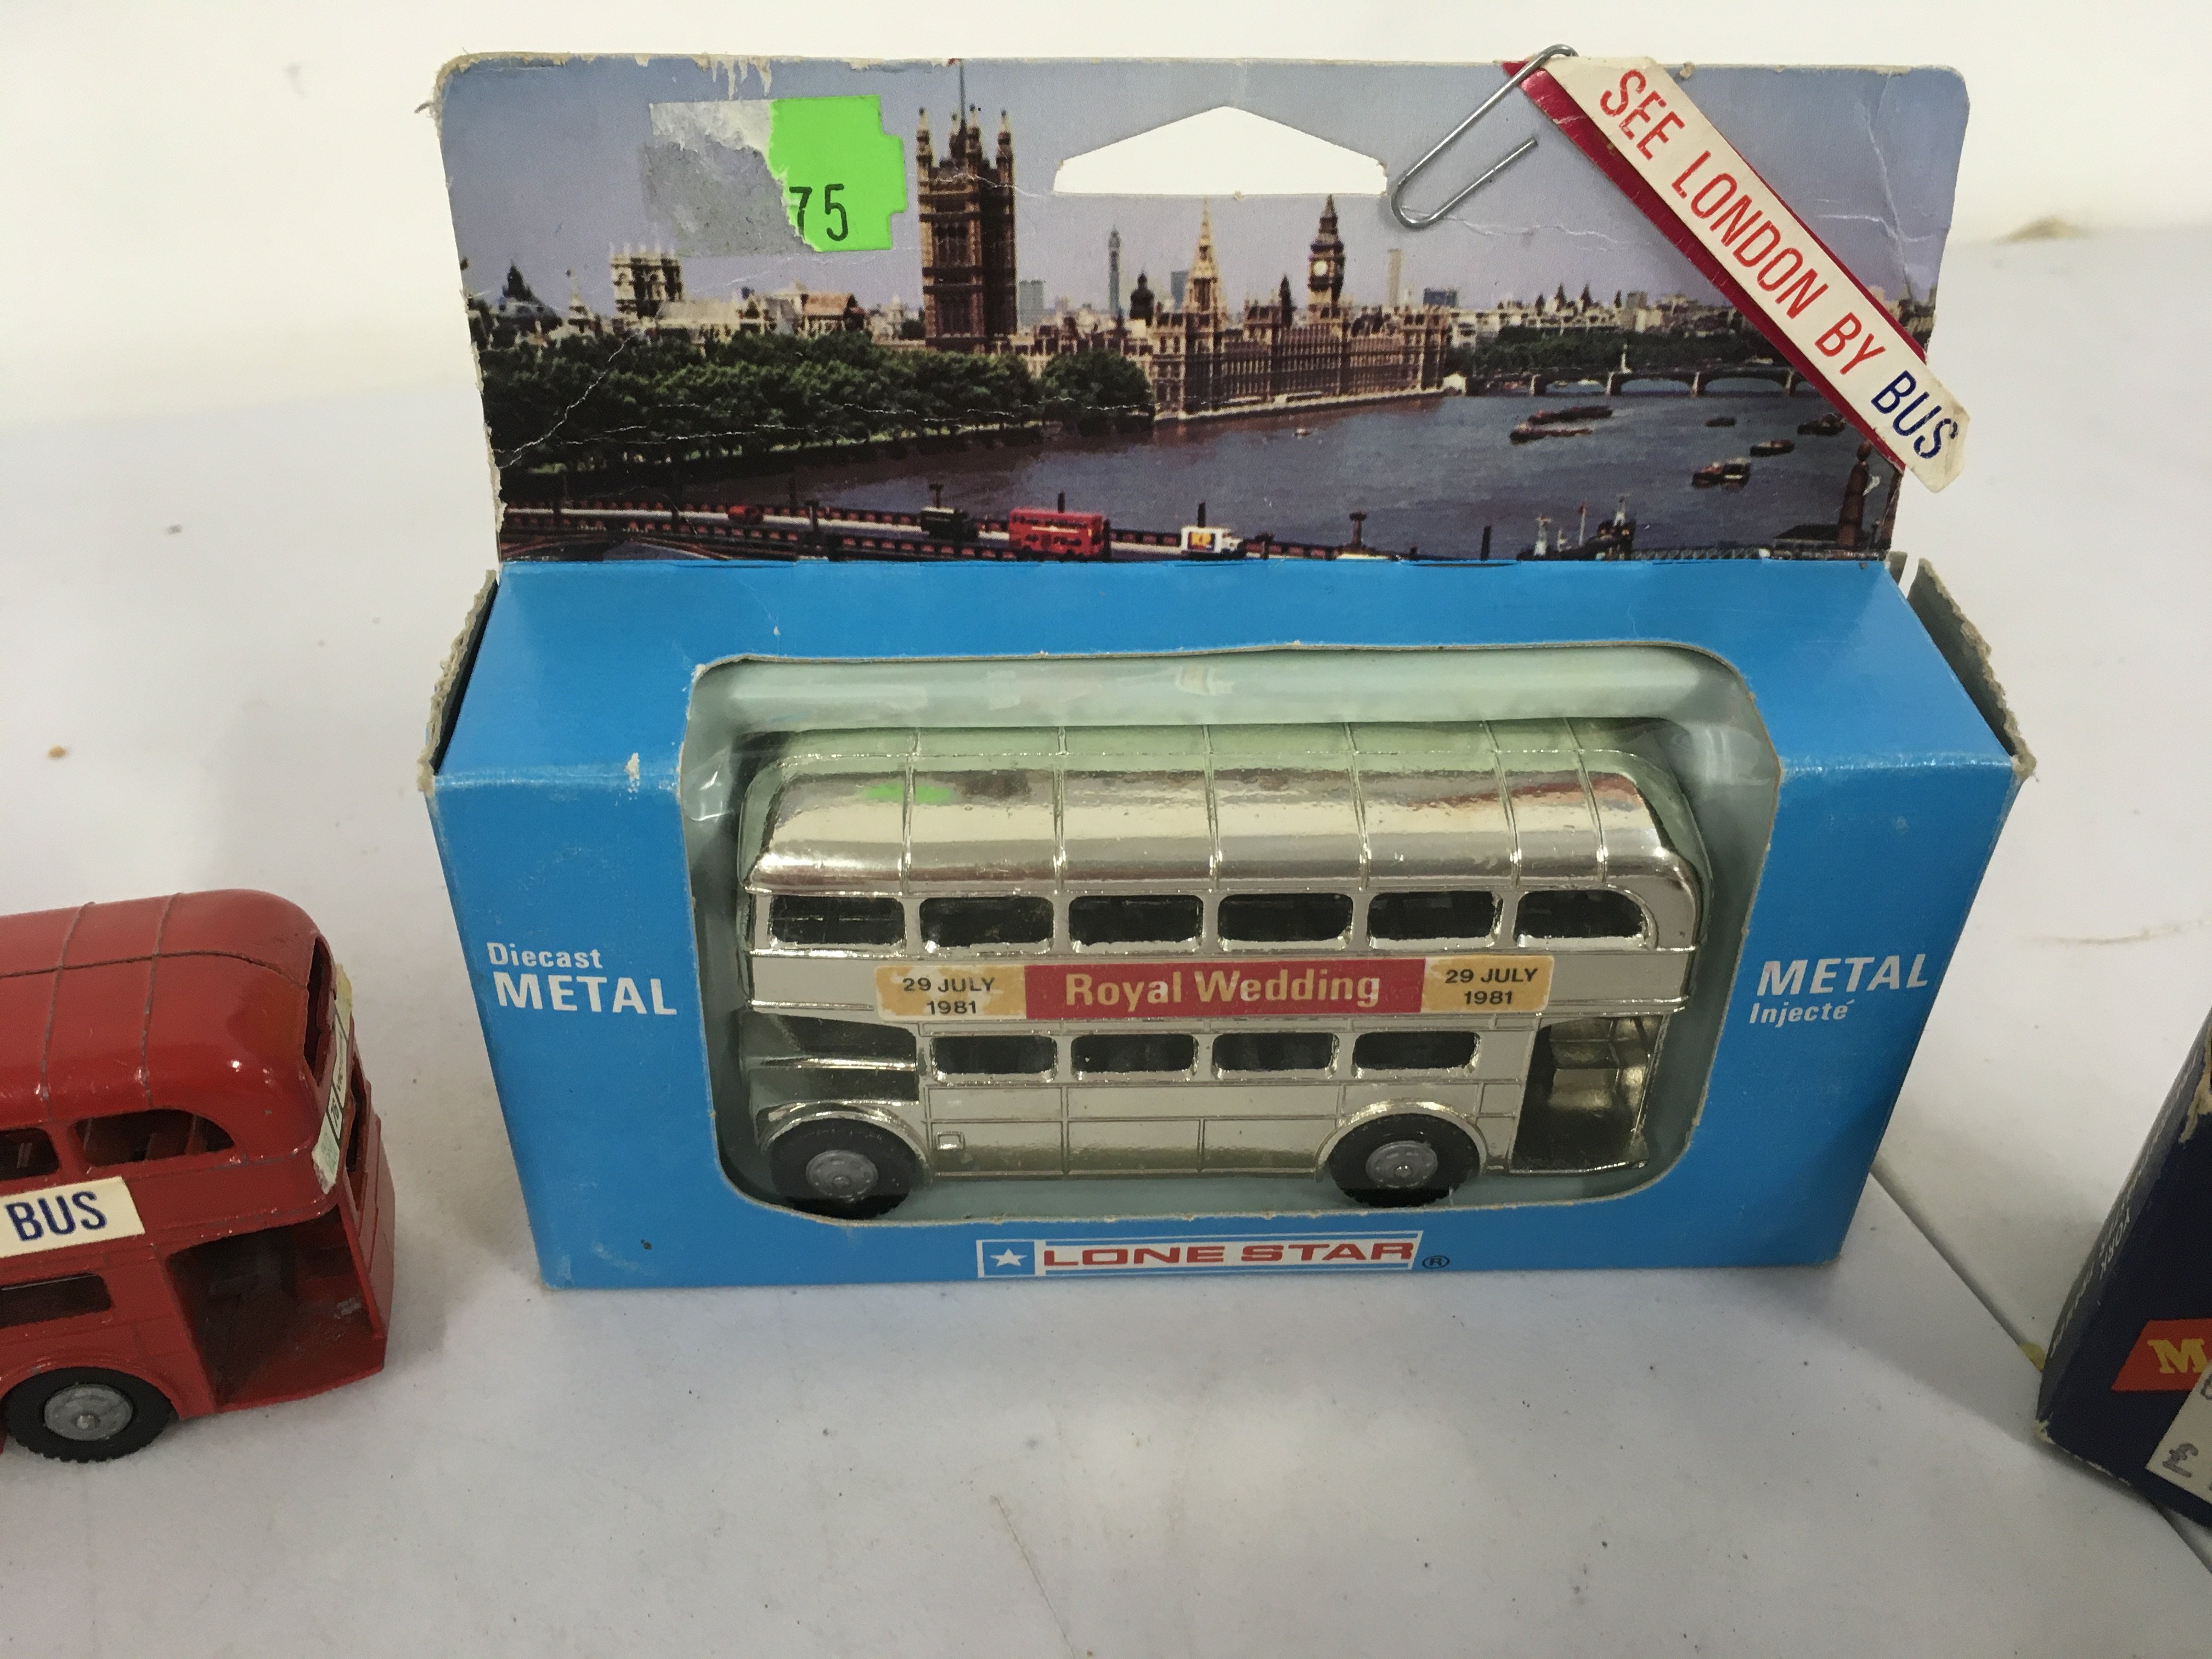 75
SEE LONDON BY BUS
Diecast
METAL
METAL
Injecté
29 JULY
1981
Royal Wedding
29 JULY
1981
BUS
LONE STAR ®
YORK
M
£